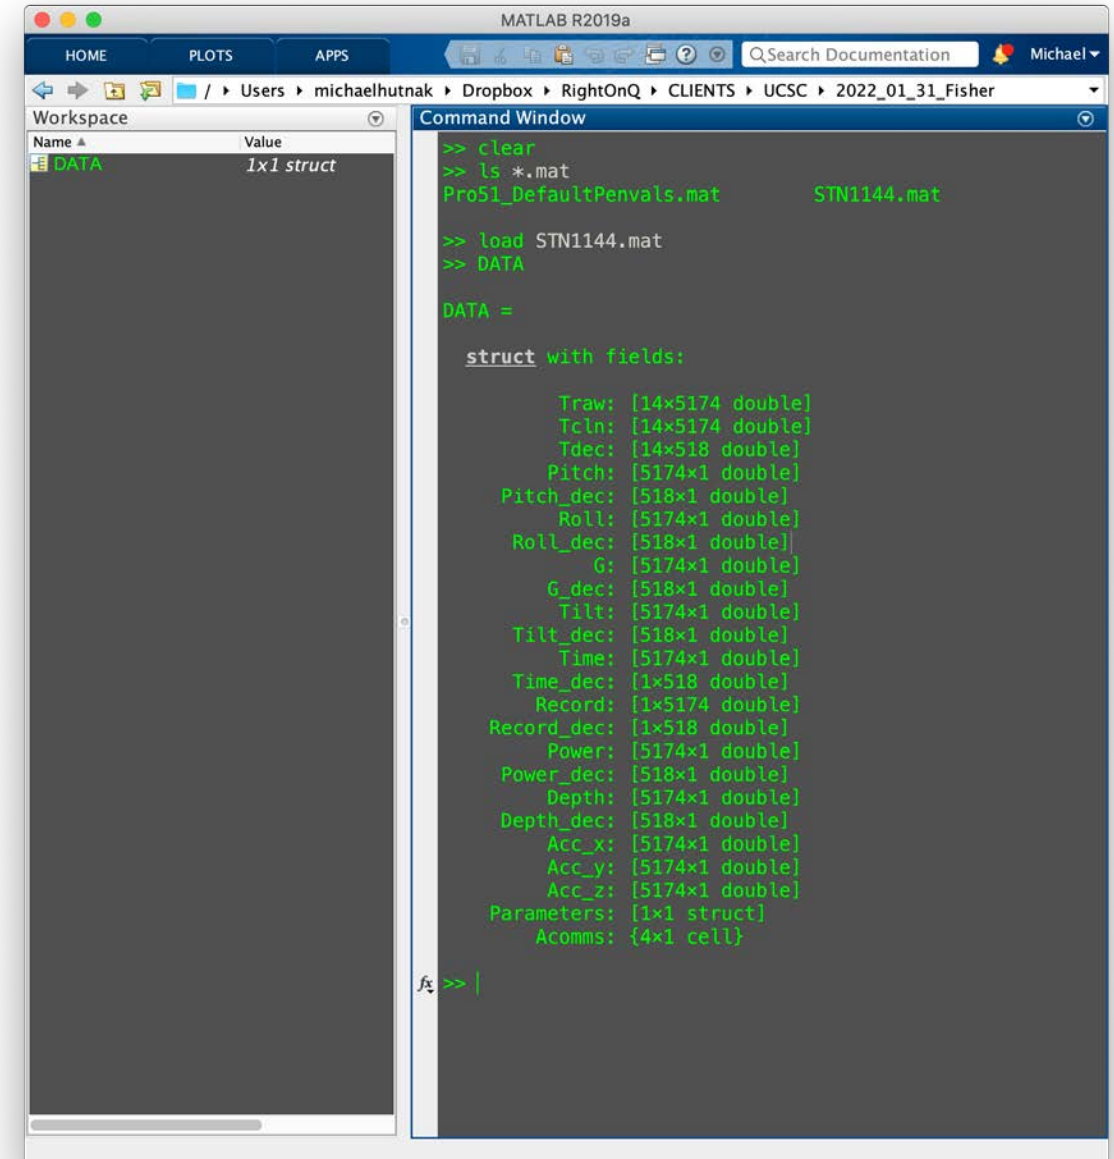 MATLAB R2019a
HOME PLOTS APPS Search Documentation Michael
/ Users michaelhutnak Dropbox RightOnQ CLIENTS UCSC 2022_01_31_Fisher
Workspace
Name Value
DATA 1x1 struct
Command Window
>> clear
>> ls *.mat
Pro51_DefaultPenvals.mat STN1144.mat
>> load STN1144.mat
>> DATA
DATA =
struct with fields:
Traw: [14×5174 double]
Tcln: [14×5174 double]
Tdec: [14×518 double]
Pitch: [5174×1 double]
Pitch_dec: [518×1 double]
Roll: [5174×1 double]
Roll_dec: [518×1 double]
G: [5174×1 double]
G_dec: [518×1 double]
Tilt: [5174×1 double]
Tilt_dec: [518×1 double]
Time: [5174×1 double]
Time_dec: [1×518 double]
Record: [1×5174 double]
Record_dec: [1×518 double]
Power: [5174×1 double]
Power_dec: [518×1 double]
Depth: [5174×1 double]
Depth_dec: [518×1 double]
Acc_x: [5174×1 double]
Acc_y: [5174×1 double]
Acc_z: [5174×1 double]
Parameters: [1×1 struct]
Acomms: {4×1 cell}
fx >>